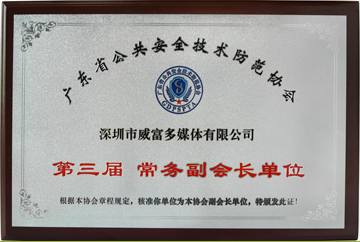 广东省公共安全技术防范协会
GDPSPTA
深圳市威富多媒体有限公司
第三届 常务副会长单位
根据本协会章程规定，核准你单位为本协会副会长单位，特颁发此证！